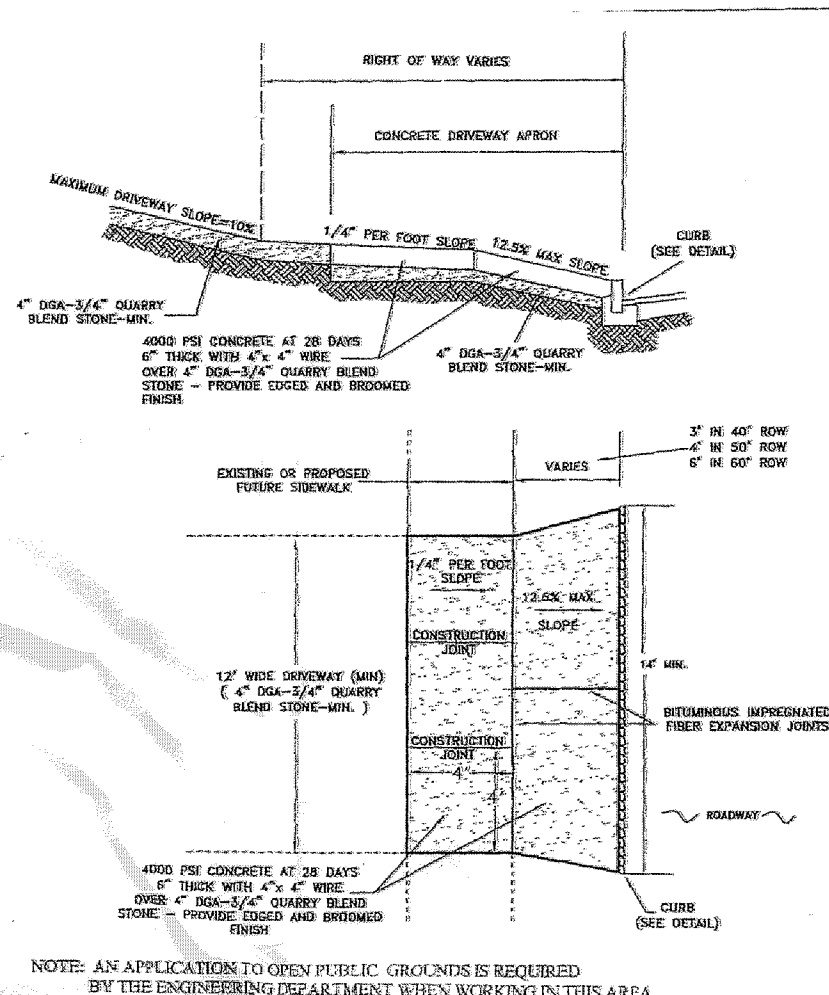 RIGHT OF WAY VARIES
CONCRETE DRIVEWAY APRON
MAXIMUM DRIVEWAY SLOPE=10%
1/4" PER FOOT SLOPE
12.5% MAX SLOPE
CURB
(SEE DETAIL)
4" DGA-3/4" QUARRY
BLEND STONE-MIN.
4000 PSI CONCRETE AT 28 DAYS
6" THICK WITH 4"x 4" WIRE
OVER 4" DGA-3/4" QUARRY BLEND
STONE - PROVIDE EDGED AND BROOMED
FINISH
4" DGA-3/4" QUARRY
BLEND STONE-MIN.
3" IN 40" ROW
4" IN 50" ROW
6" IN 60" ROW
EXISTING OR PROPOSED
FUTURE SIDEWALK
VARIES
1/4" PER FOOT
SLOPE
12.5% MAX
SLOPE
CONSTRUCTION
JOINT
12' WIDE DRIVEWAY (MIN)
( 4" DGA-3/4" QUARRY
BLEND STONE-MIN. )
14' MIN.
BITUMINOUS IMPREGNATED
FIBER EXPANSION JOINTS
CONSTRUCTION
JOINT
4"
4"
ROADWAY
4000 PSI CONCRETE AT 28 DAYS
6" THICK WITH 4"x 4" WIRE
OVER 4" DGA-3/4" QUARRY BLEND
STONE - PROVIDE EDGED AND BROOMED
FINISH
CURB
(SEE DETAIL)
NOTE: AN APPLICATION TO OPEN PUBLIC GROUNDS IS REQUIRED
BY THE ENGINEERING DEPARTMENT WHEN WORKING IN THIS AREA